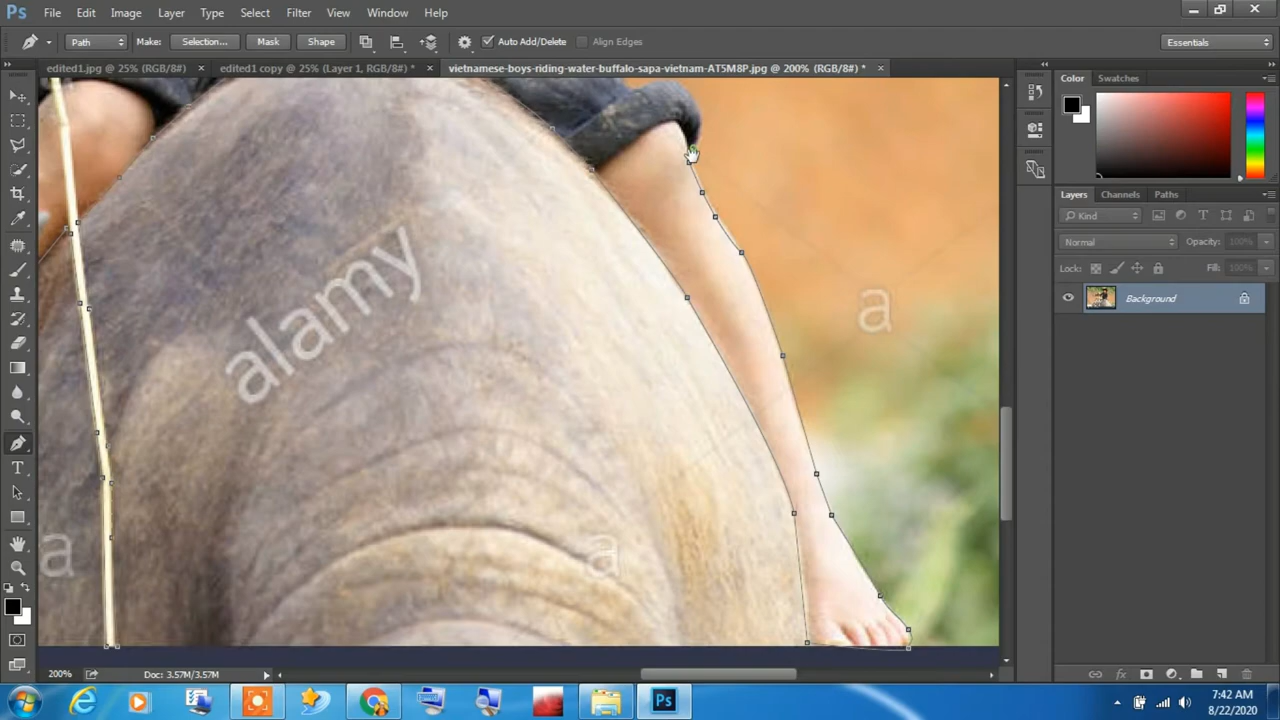 Ps File Edit Image Layer Type Select Filter View Window Help
Path Make: Selection... Mask Shape Auto Add/Delete Align Edges Essentials
edited1.jpg @ 25% (RGB/8#) × edited1 copy @ 25% (Layer 1, RGB/8#) * × vietnamese-boys-riding-water-buffalo-sapa-vietnam-AT5M8P.jpg @ 200% (RGB/8#) * ×
Color Swatches
Layers Channels Paths
Kind
Normal Opacity: 100%
Lock: Fill: 100%
Background
alamy
a
a
a
200% Doc: 3.57M/3.57M
Ps
7:42 AM
8/22/2020